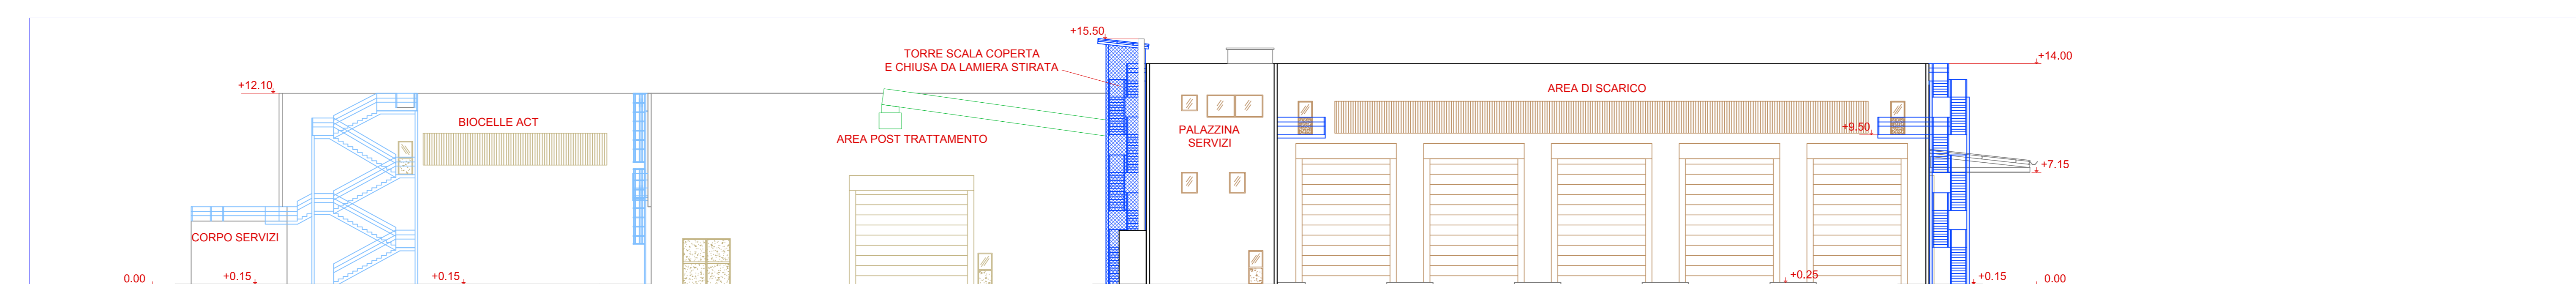 +15.50
TORRE SCALA COPERTA
E CHIUSA DA LAMIERA STIRATA
+14.00
+12.10
AREA DI SCARICO
BIOCELLE ACT
+9.50
PALAZZINA
SERVIZI
AREA POST TRATTAMENTO
+7.15
CORPO SERVIZI
0.00
+0.15
+0.15
+0.25
+0.15
0.00